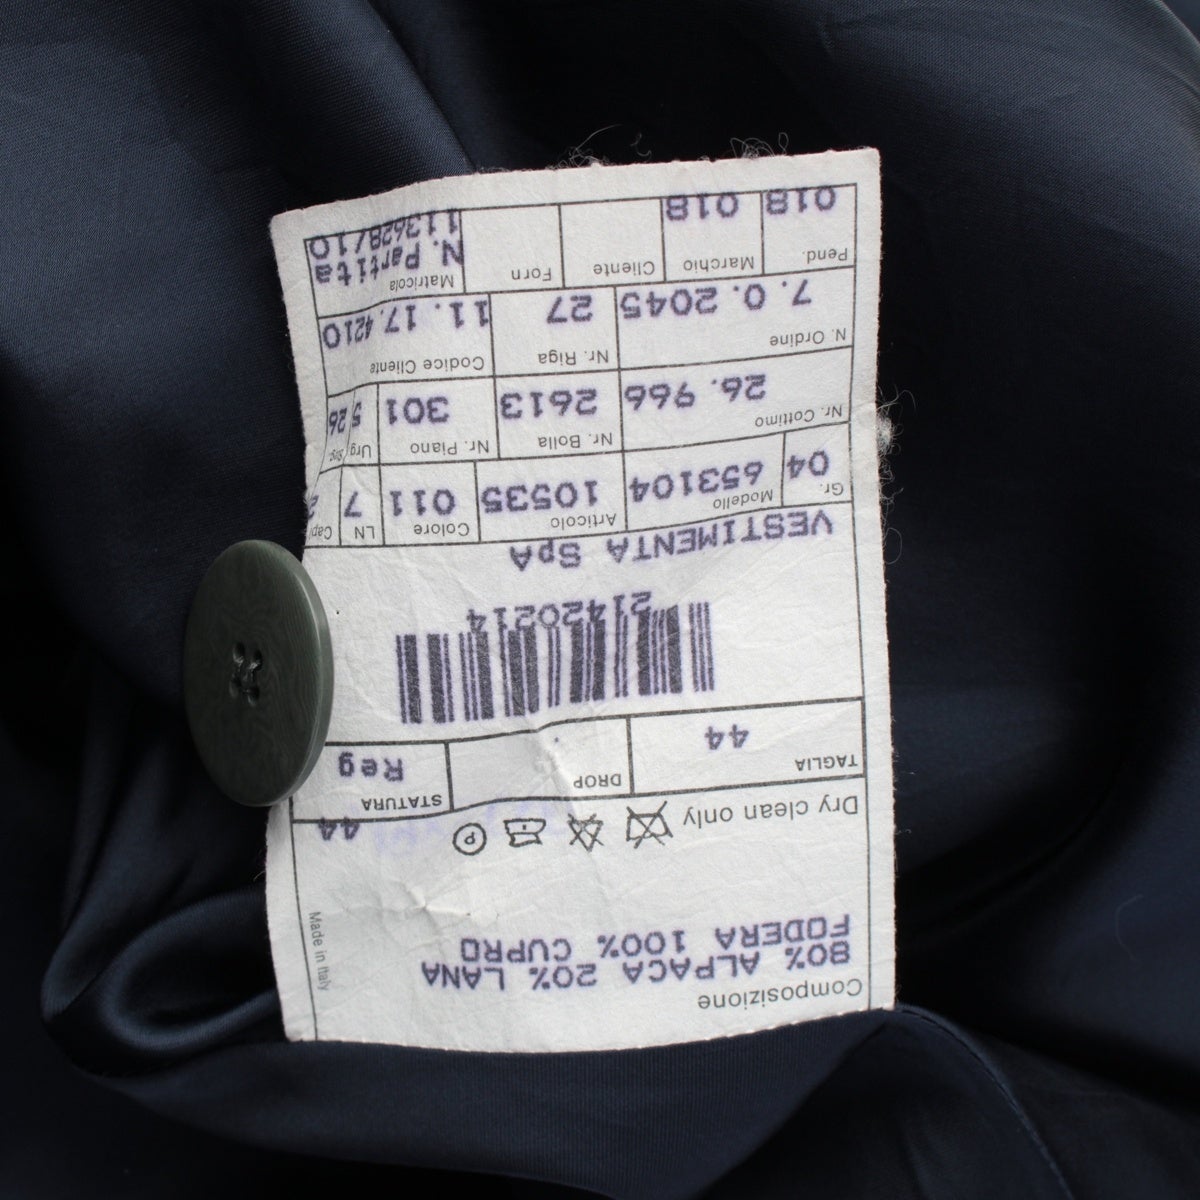 Composizione
80% ALPACA 20% LANA
FODERA 100% CUPRO
Made in Italy
Dry clean only
P
44
TAGLIA 44 DROP . STATURA Reg
21420214
VESTIMENTA SpA
Gr. 04 Modello 653104 Articolo 10535 Colore 011 LN 7 Cap
Nr. Cottimo 26. 966 Nr. Bolla 2613 Nr. Piano 301 Urg 5 26
N. Ordine 7. 0. 2045 Nr. Riga 27 Codice Cliente 11. 17.4210
Pend. 018 Marchio 018 Cliente Forn Matricola N. Partita
113628/10